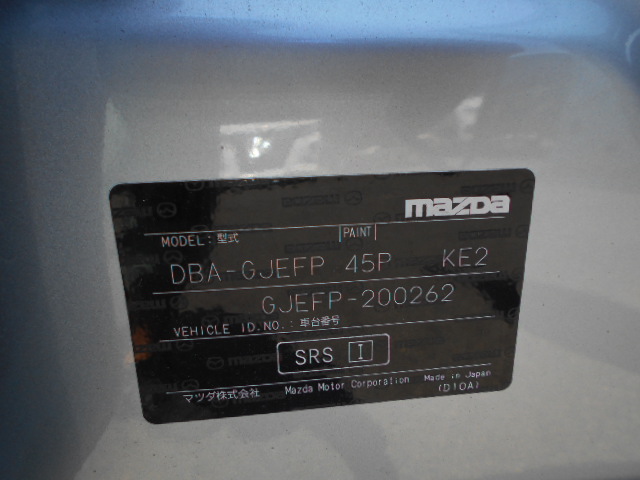 mazda
MODEL:型式 PAINT
DBA-GJEFP 45P KE2
GJEFP-200262
VEHICLE ID.NO.:車台番号
SRS I
マツダ株式会社 Mazda Motor Corporation Made in Japan
(D10A)